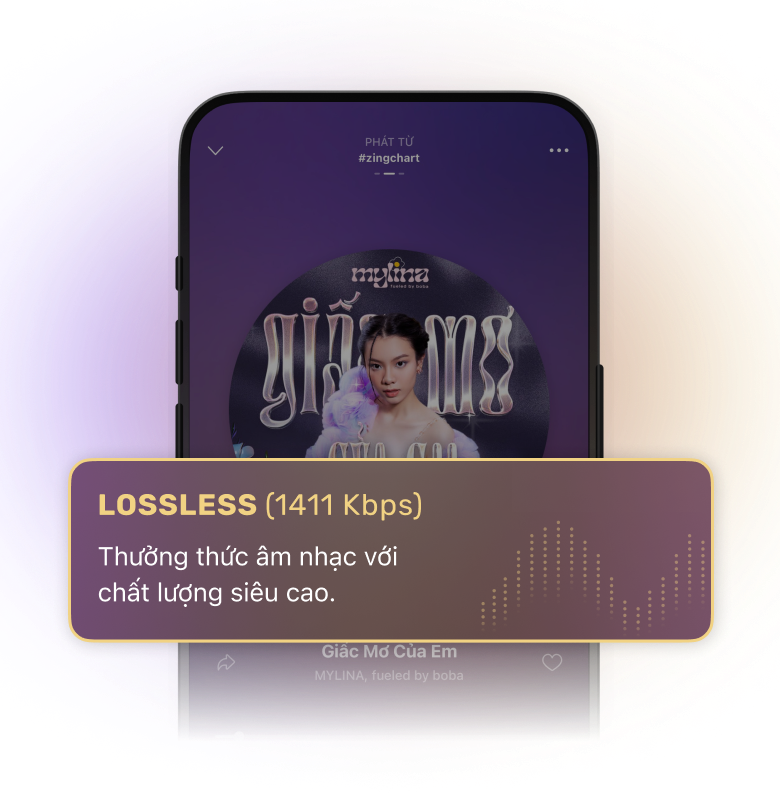 PHÁT TỪ
#zingchart
mylina
fueled by boba
giấc mơ
của em
LOSSLESS (1411 Kbps)
Thưởng thức âm nhạc với
chất lượng siêu cao.
Giấc Mơ Của Em
MYLINA, fueled by boba